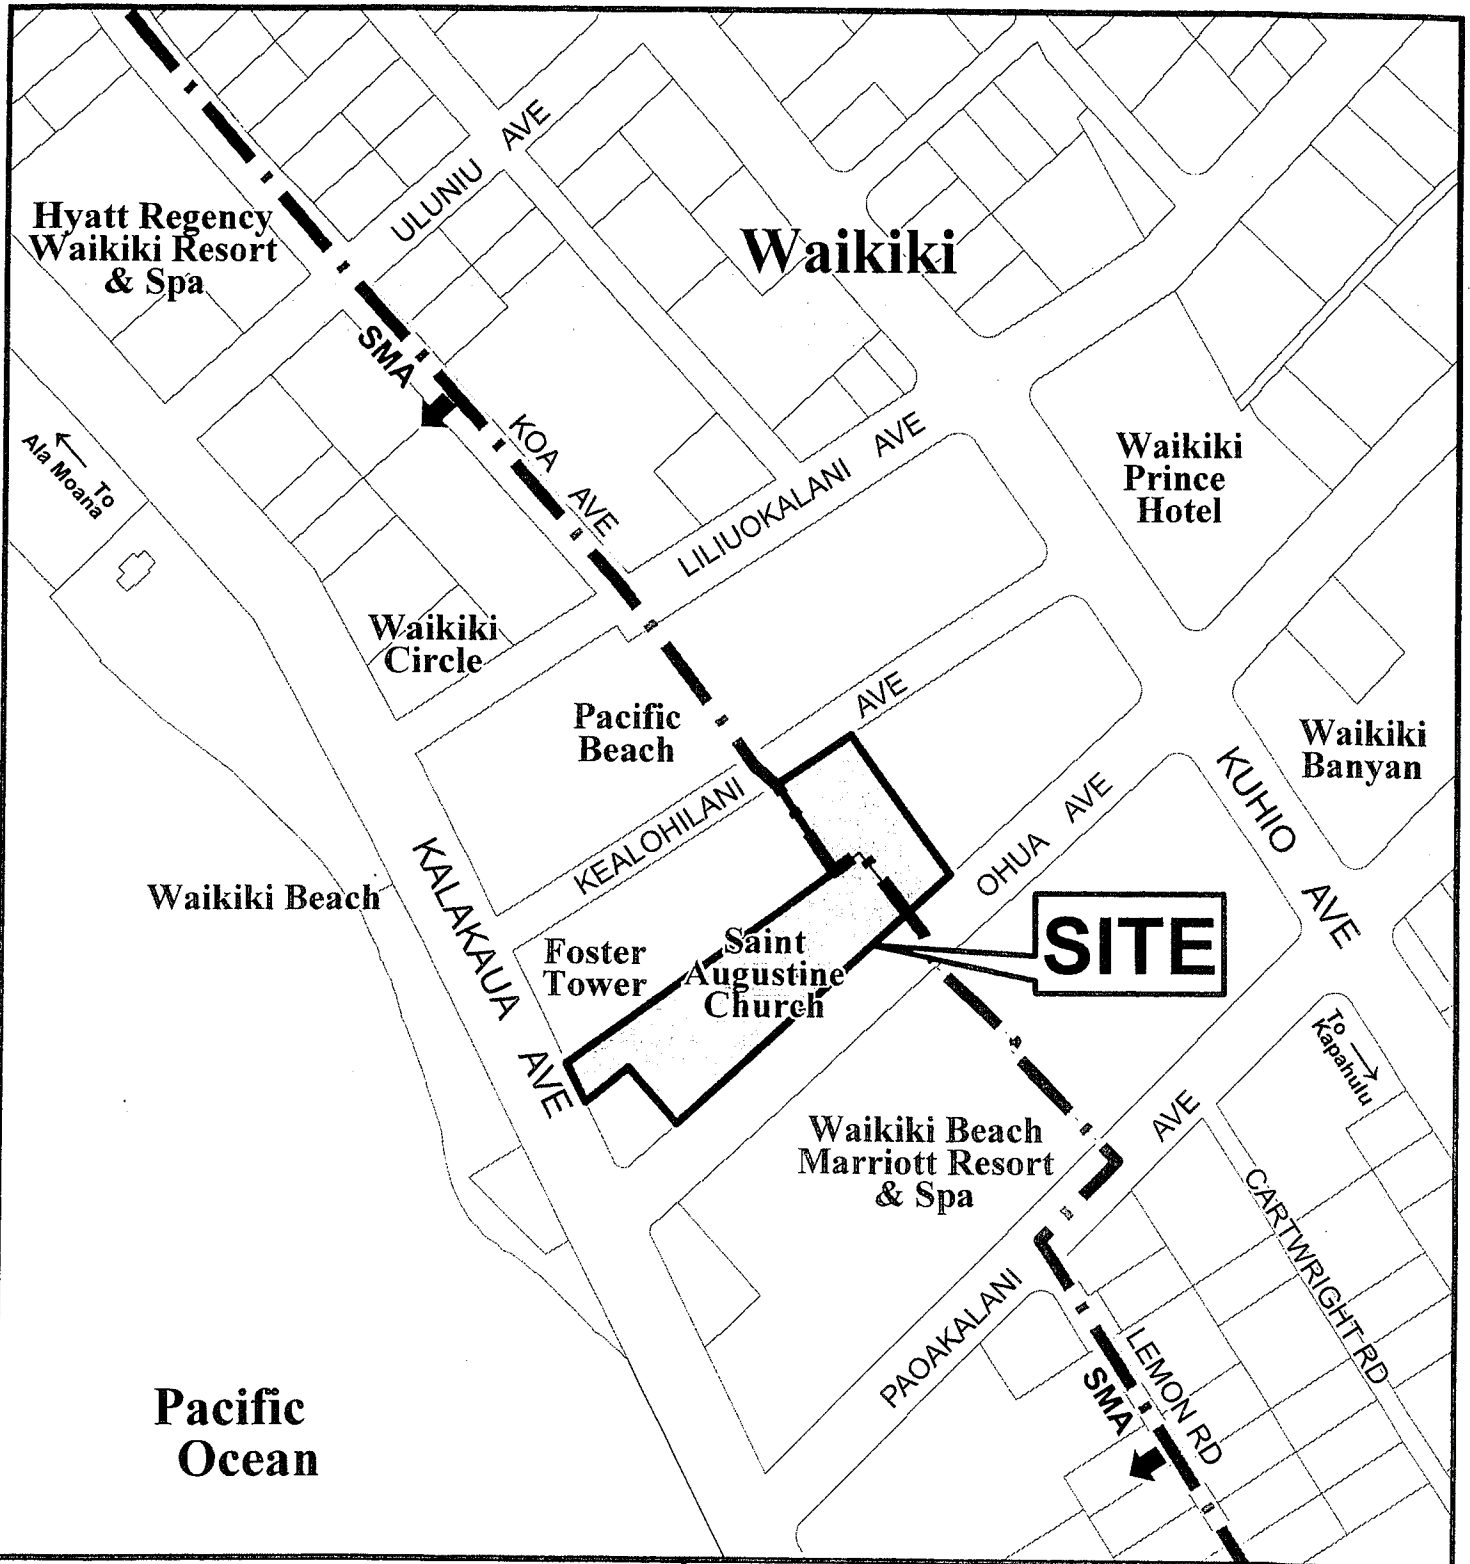 ULUNIU AVE
Hyatt Regency
Waikiki Resort
& Spa
Waikiki
SMA
KOA AVE
To
Ala Moana
LILIUOKALANI AVE
Waikiki
Prince
Hotel
Waikiki
Circle
Pacific
Beach
KEALOHILANI AVE
Waikiki
Banyan
KUHIO AVE
OHUA AVE
Waikiki Beach
KALAKAUA AVE
Foster
Tower
Saint
Augustine
Church
SITE
To
Kapahulu
Waikiki Beach
Marriott Resort
& Spa
PAOAKALANI AVE
CARTWRIGHT RD
LEMON RD
SMA
Pacific
Ocean